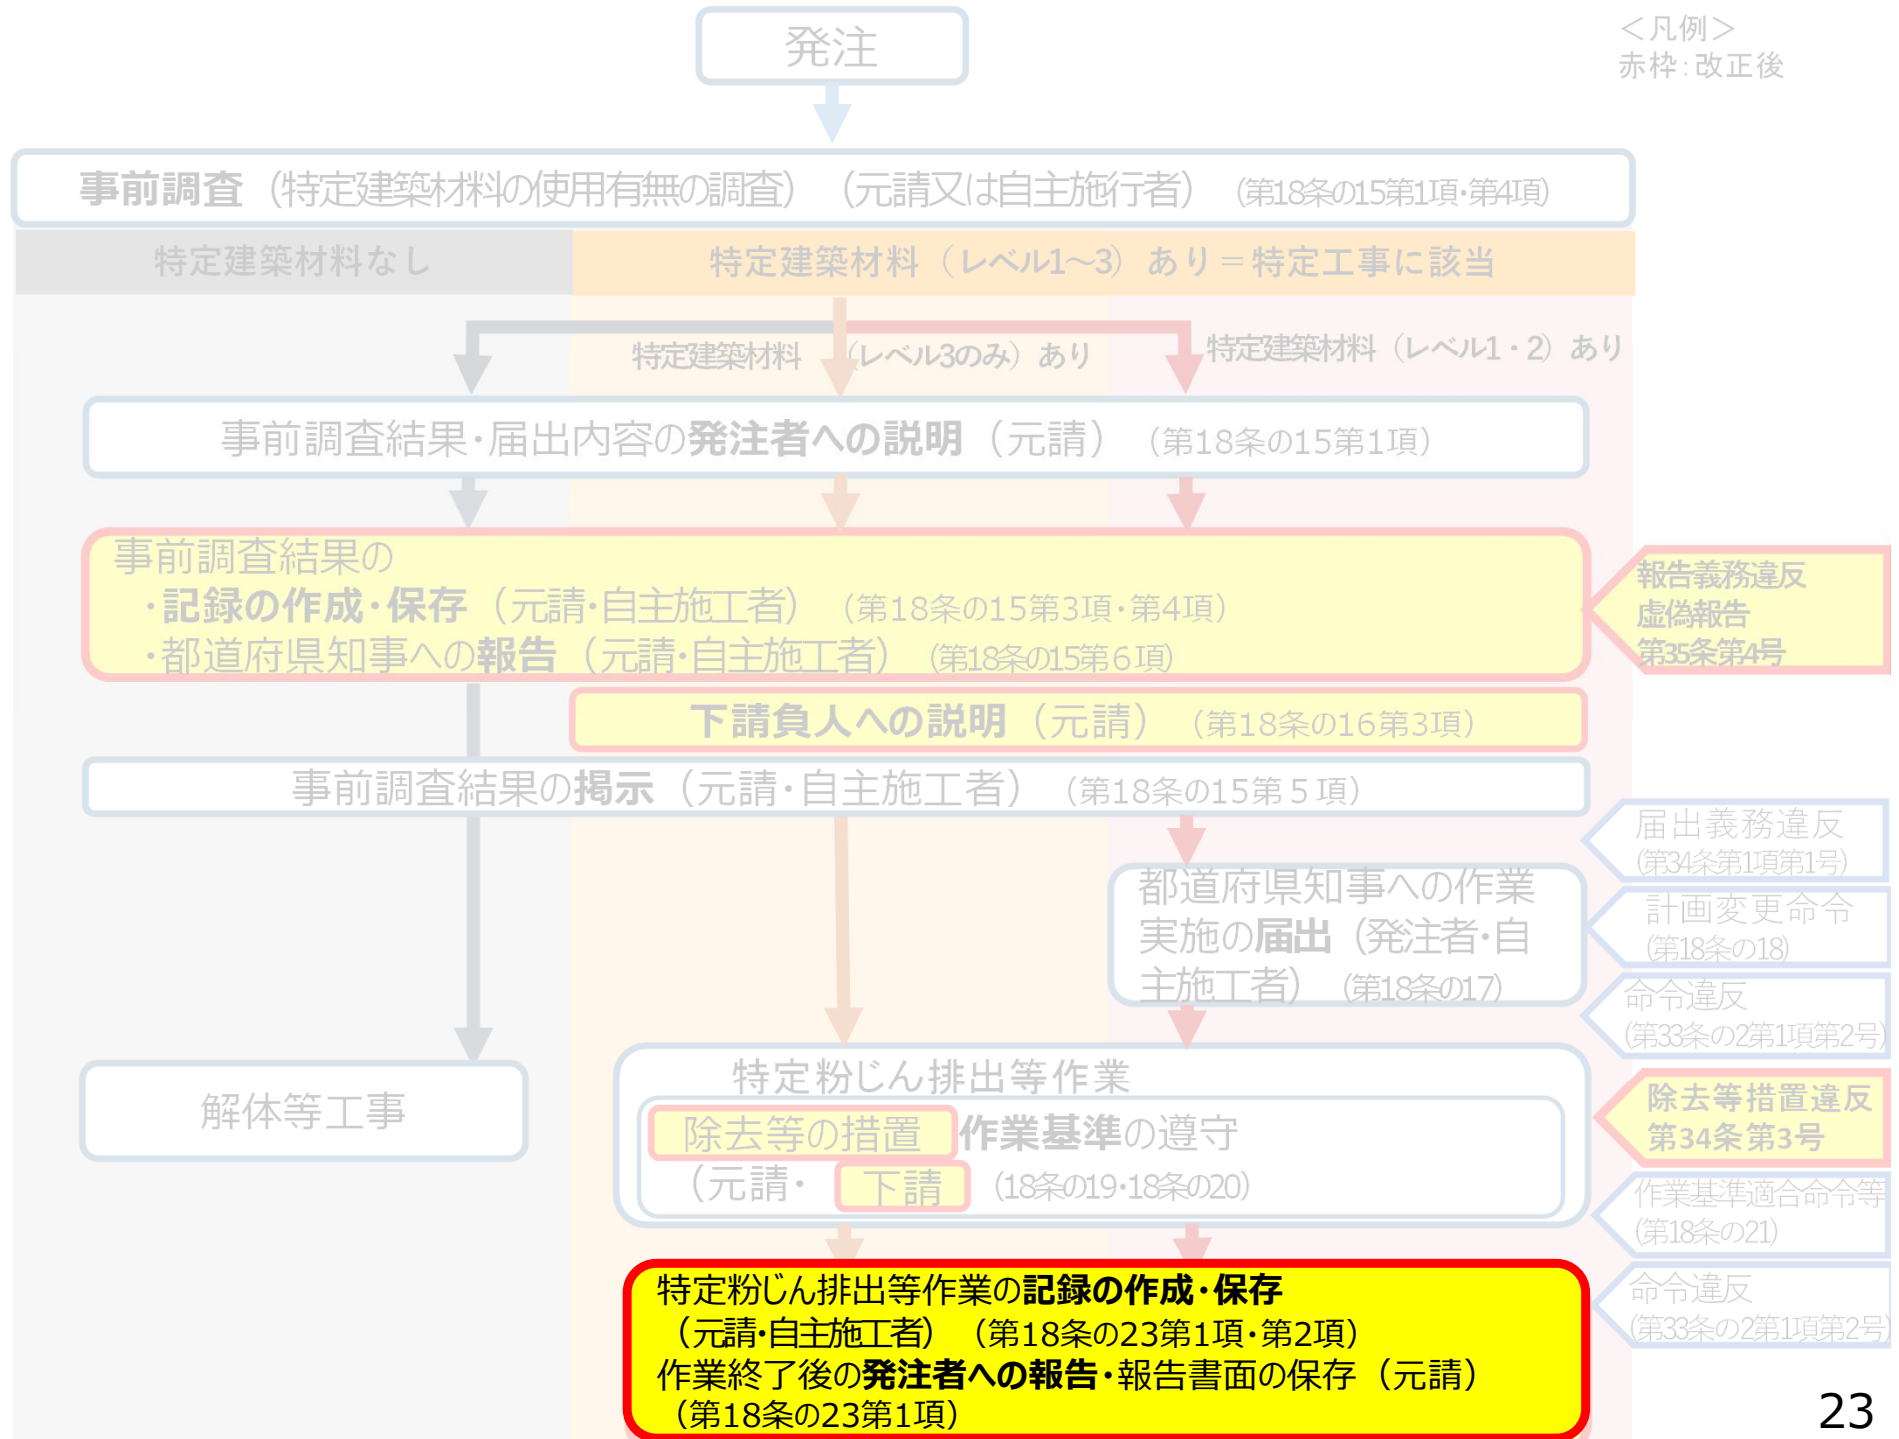 発注
＜凡例＞
赤枠：改正後
事前調査（特定建築材料の使用有無の調査）（元請又は自主施行者）（第18条の15第1項・第4項）
特定建築材料なし
特定建築材料（レベル1～3）あり＝特定工事に該当
特定建築材料（レベル3のみ）あり
特定建築材料（レベル1・2）あり
事前調査結果・届出内容の発注者への説明（元請）（第18条の15第1項）
事前調査結果の
・記録の作成・保存（元請・自主施工者）（第18条の15第3項・第4項）
・都道府県知事への報告（元請・自主施工者）（第18条の15第６項）
報告義務違反
虚偽報告
第35条第4号
下請負人への説明（元請）（第18条の16第3項）
事前調査結果の掲示（元請・自主施工者）（第18条の15第５項）
届出義務違反
(第34条第1項第1号)
都道府県知事への作業
実施の届出（発注者・自
主施工者）（第18条の17）
計画変更命令
(第18条の18)
命令違反
(第33条の2第1項第2号)
解体等工事
特定粉じん排出等作業
除去等の措置 作業基準の遵守
（元請・ 下請 （18条の19・18条の20）
除去等措置違反
第34条第3号
作業基準適合命令等
(第18条の21)
命令違反
(第33条の2第1項第2号)
特定粉じん排出等作業の記録の作成・保存
（元請・自主施工者）（第18条の23第1項・第2項）
作業終了後の発注者への報告・報告書面の保存（元請）
（第18条の23第1項）
23